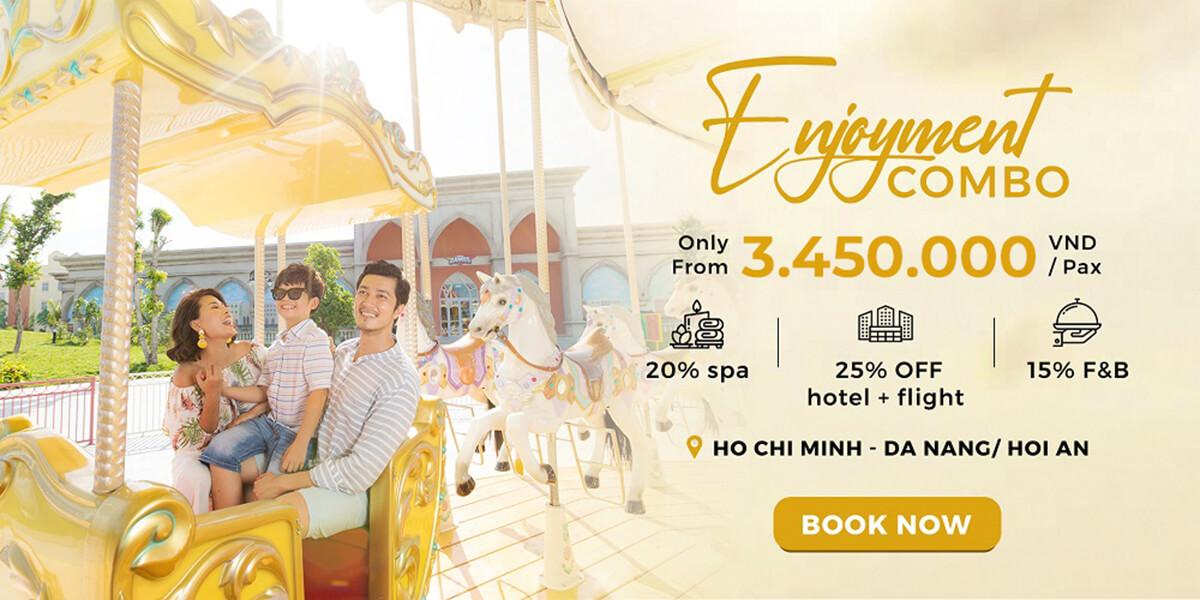 Enjoyment
COMBO
Only
From
3.450.000
VND
/ Pax
20% spa
25% OFF
hotel + flight
15% F&B
HO CHI MINH - DA NANG/ HOI AN
BOOK NOW